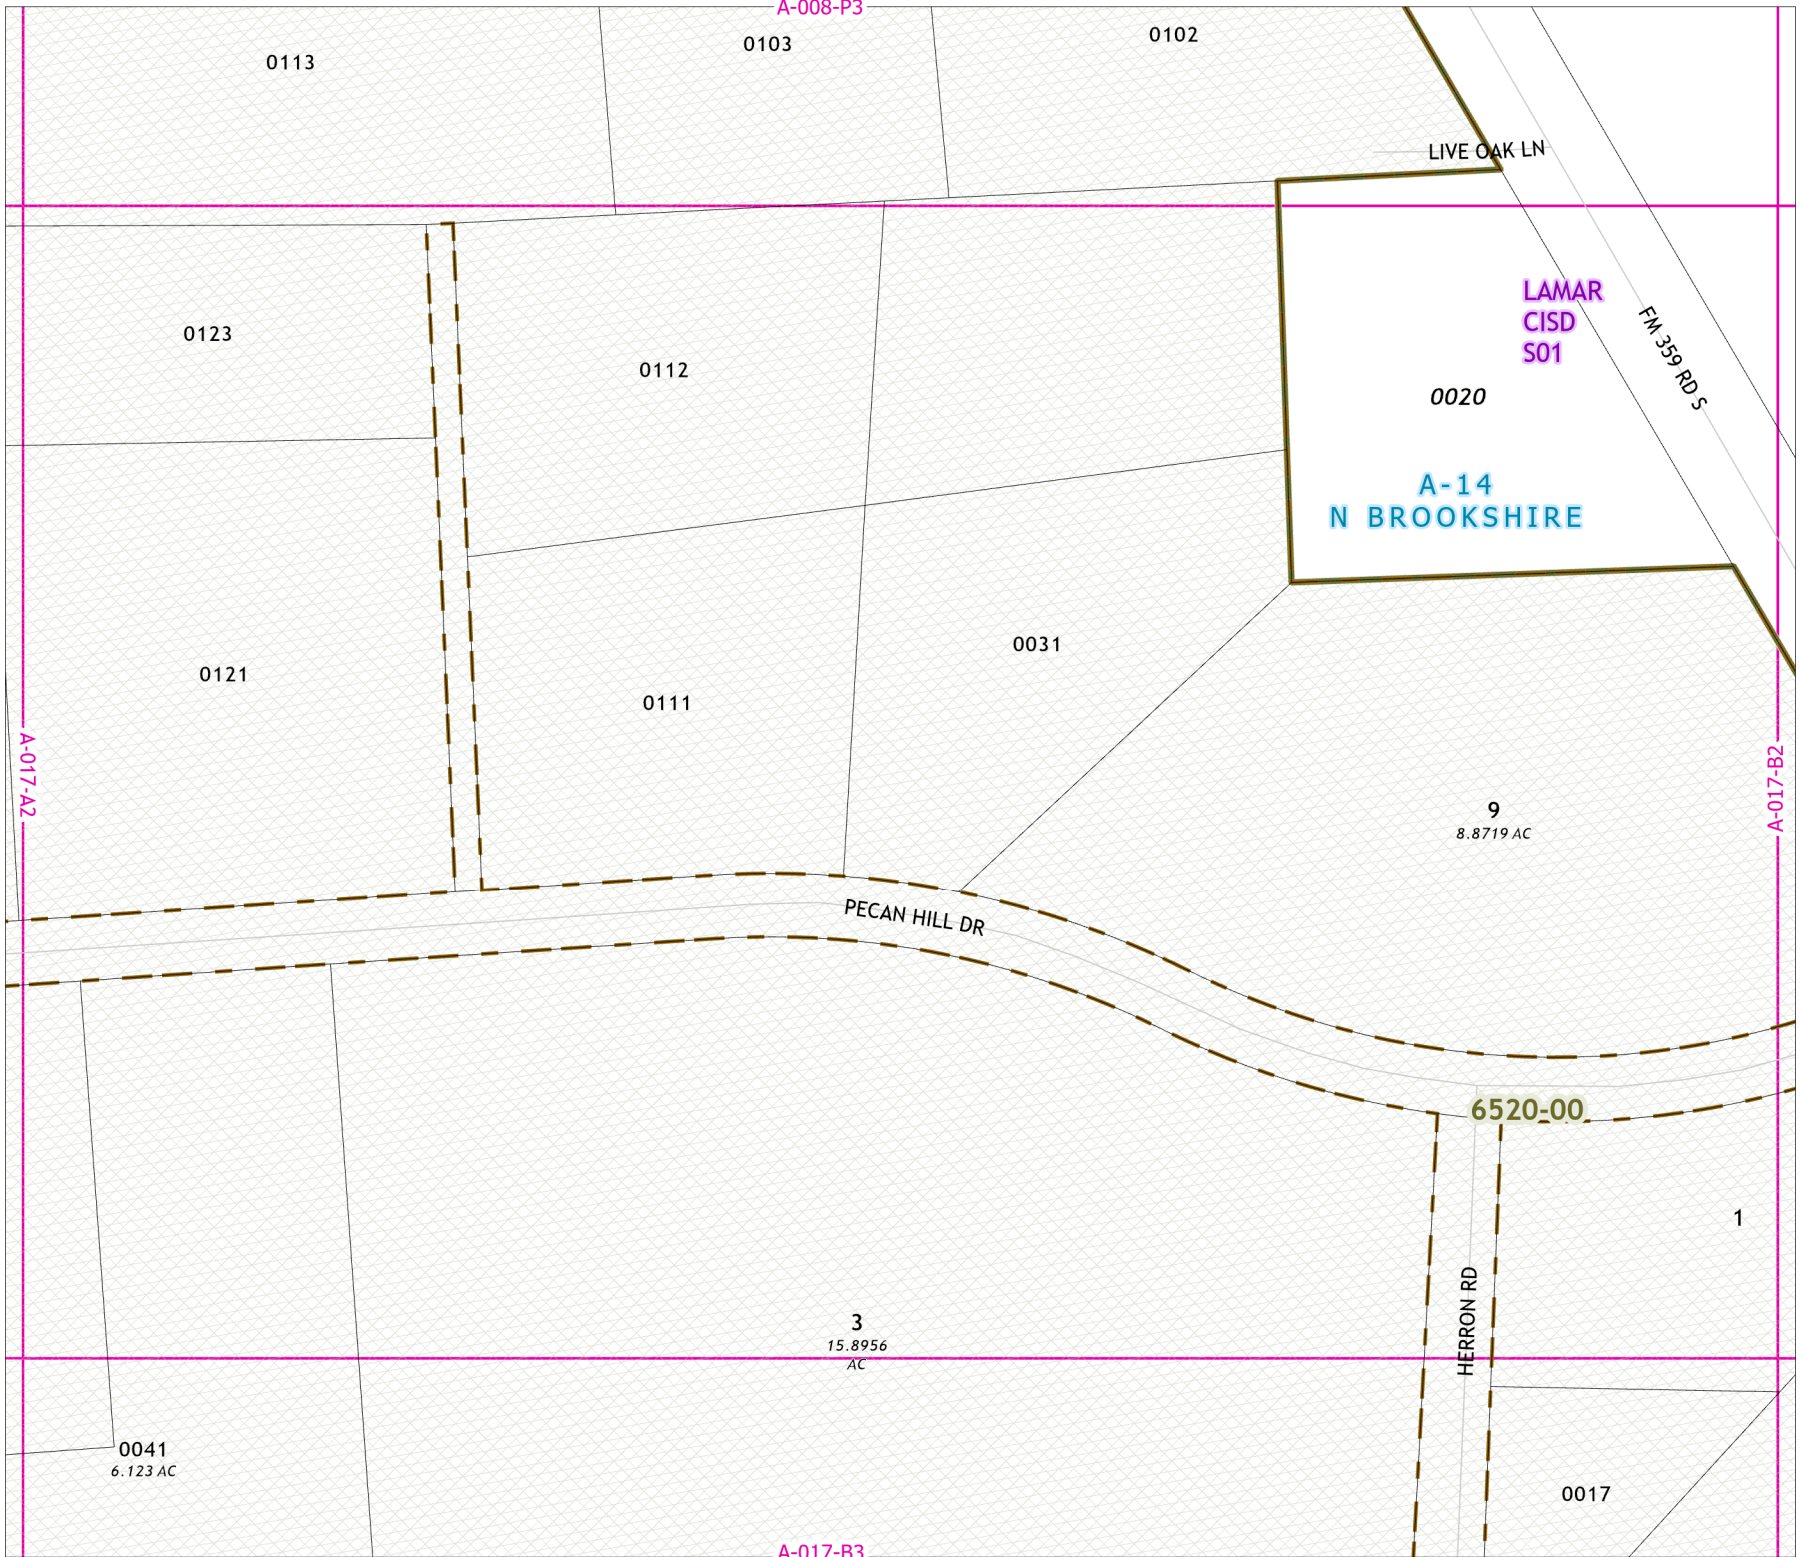 A-008-P3
0113
0103
0102
LIVE OAK LN
LAMAR
CISD
S01
FM 359 RD S
0123
0112
0020
A-14
N BROOKSHIRE
0031
0121
0111
A-017-A2
A-017-B2
9
8.8719 AC
PECAN HILL DR
6520-00
1
HERRON RD
3
15.8956
AC
0041
6.123 AC
0017
A-017-B3